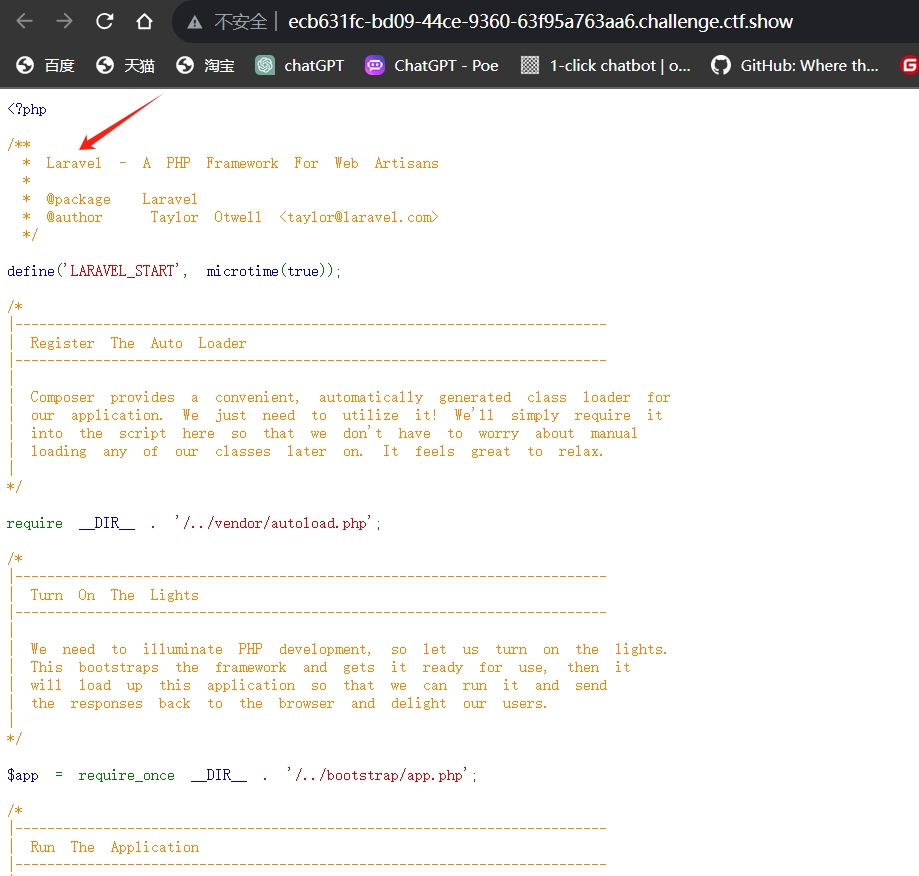 不安全 ecb631fc-bd09-44ce-9360-63f95a763aa6.challenge.ctf.show
百度 天猫 淘宝 chatGPT ChatGPT - Poe 1-click chatbot | o... GitHub: Where th... G
<?php
/**
* Laravel - A PHP Framework For Web Artisans
*
* @package Laravel
* @author Taylor Otwell <taylor@laravel.com>
*/
define('LARAVEL_START', microtime(true));
/*
|--------------------------------------------------------------------------
| Register The Auto Loader
|--------------------------------------------------------------------------
|
| Composer provides a convenient, automatically generated class loader for
| our application. We just need to utilize it! We'll simply require it
| into the script here so that we don't have to worry about manual
| loading any of our classes later on. It feels great to relax.
|
*/
require __DIR__ . '/../vendor/autoload.php';
/*
|--------------------------------------------------------------------------
| Turn On The Lights
|--------------------------------------------------------------------------
|
| We need to illuminate PHP development, so let us turn on the lights.
| This bootstraps the framework and gets it ready for use, then it
| will load up this application so that we can run it and send
| the responses back to the browser and delight our users.
|
*/
$app = require_once __DIR__ . '/../bootstrap/app.php';
/*
|--------------------------------------------------------------------------
| Run The Application
|--------------------------------------------------------------------------
|